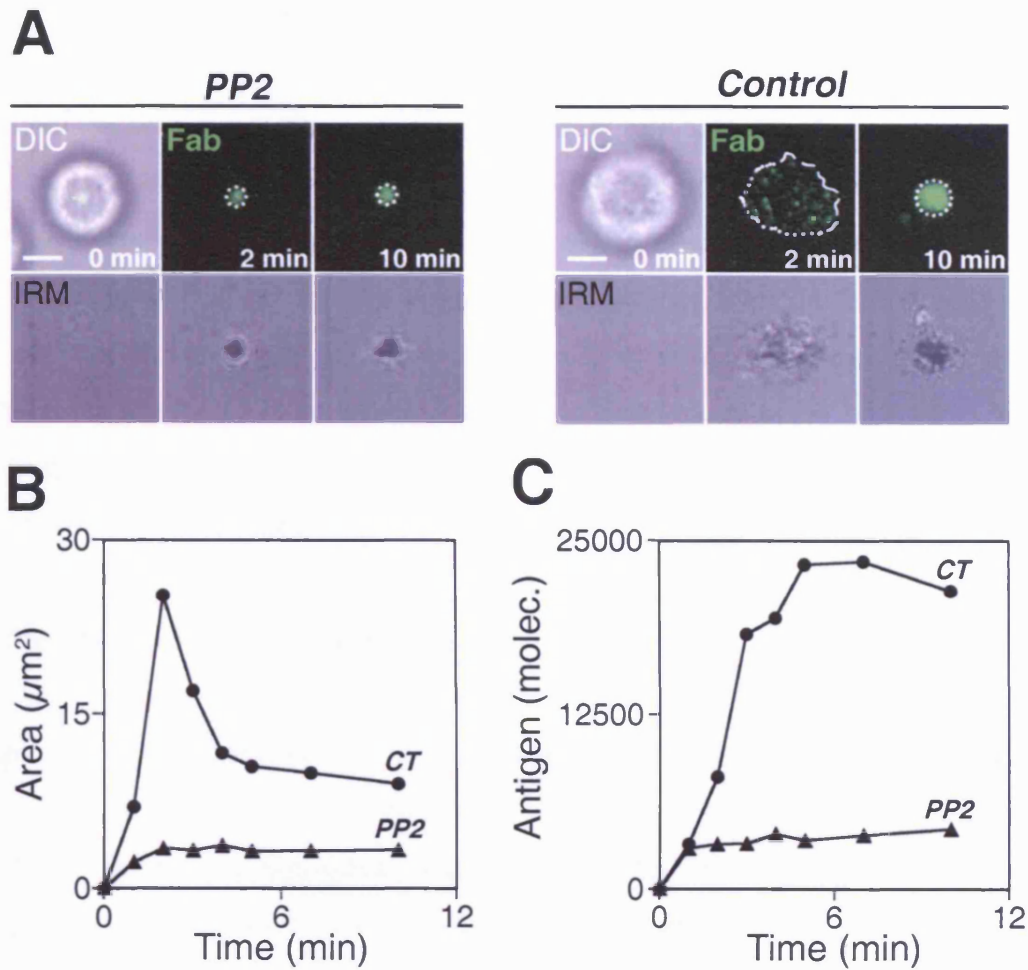 A
PP2
Control
DIC
Fab
0 min
2 min
10 min
DIC
Fab
0 min
2 min
10 min
IRM
IRM
B
C
30
15
0
Area (μm²)
CT
PP2
0
6
12
Time (min)
25000
12500
0
Antigen (molec.)
CT
PP2
0
6
12
Time (min)